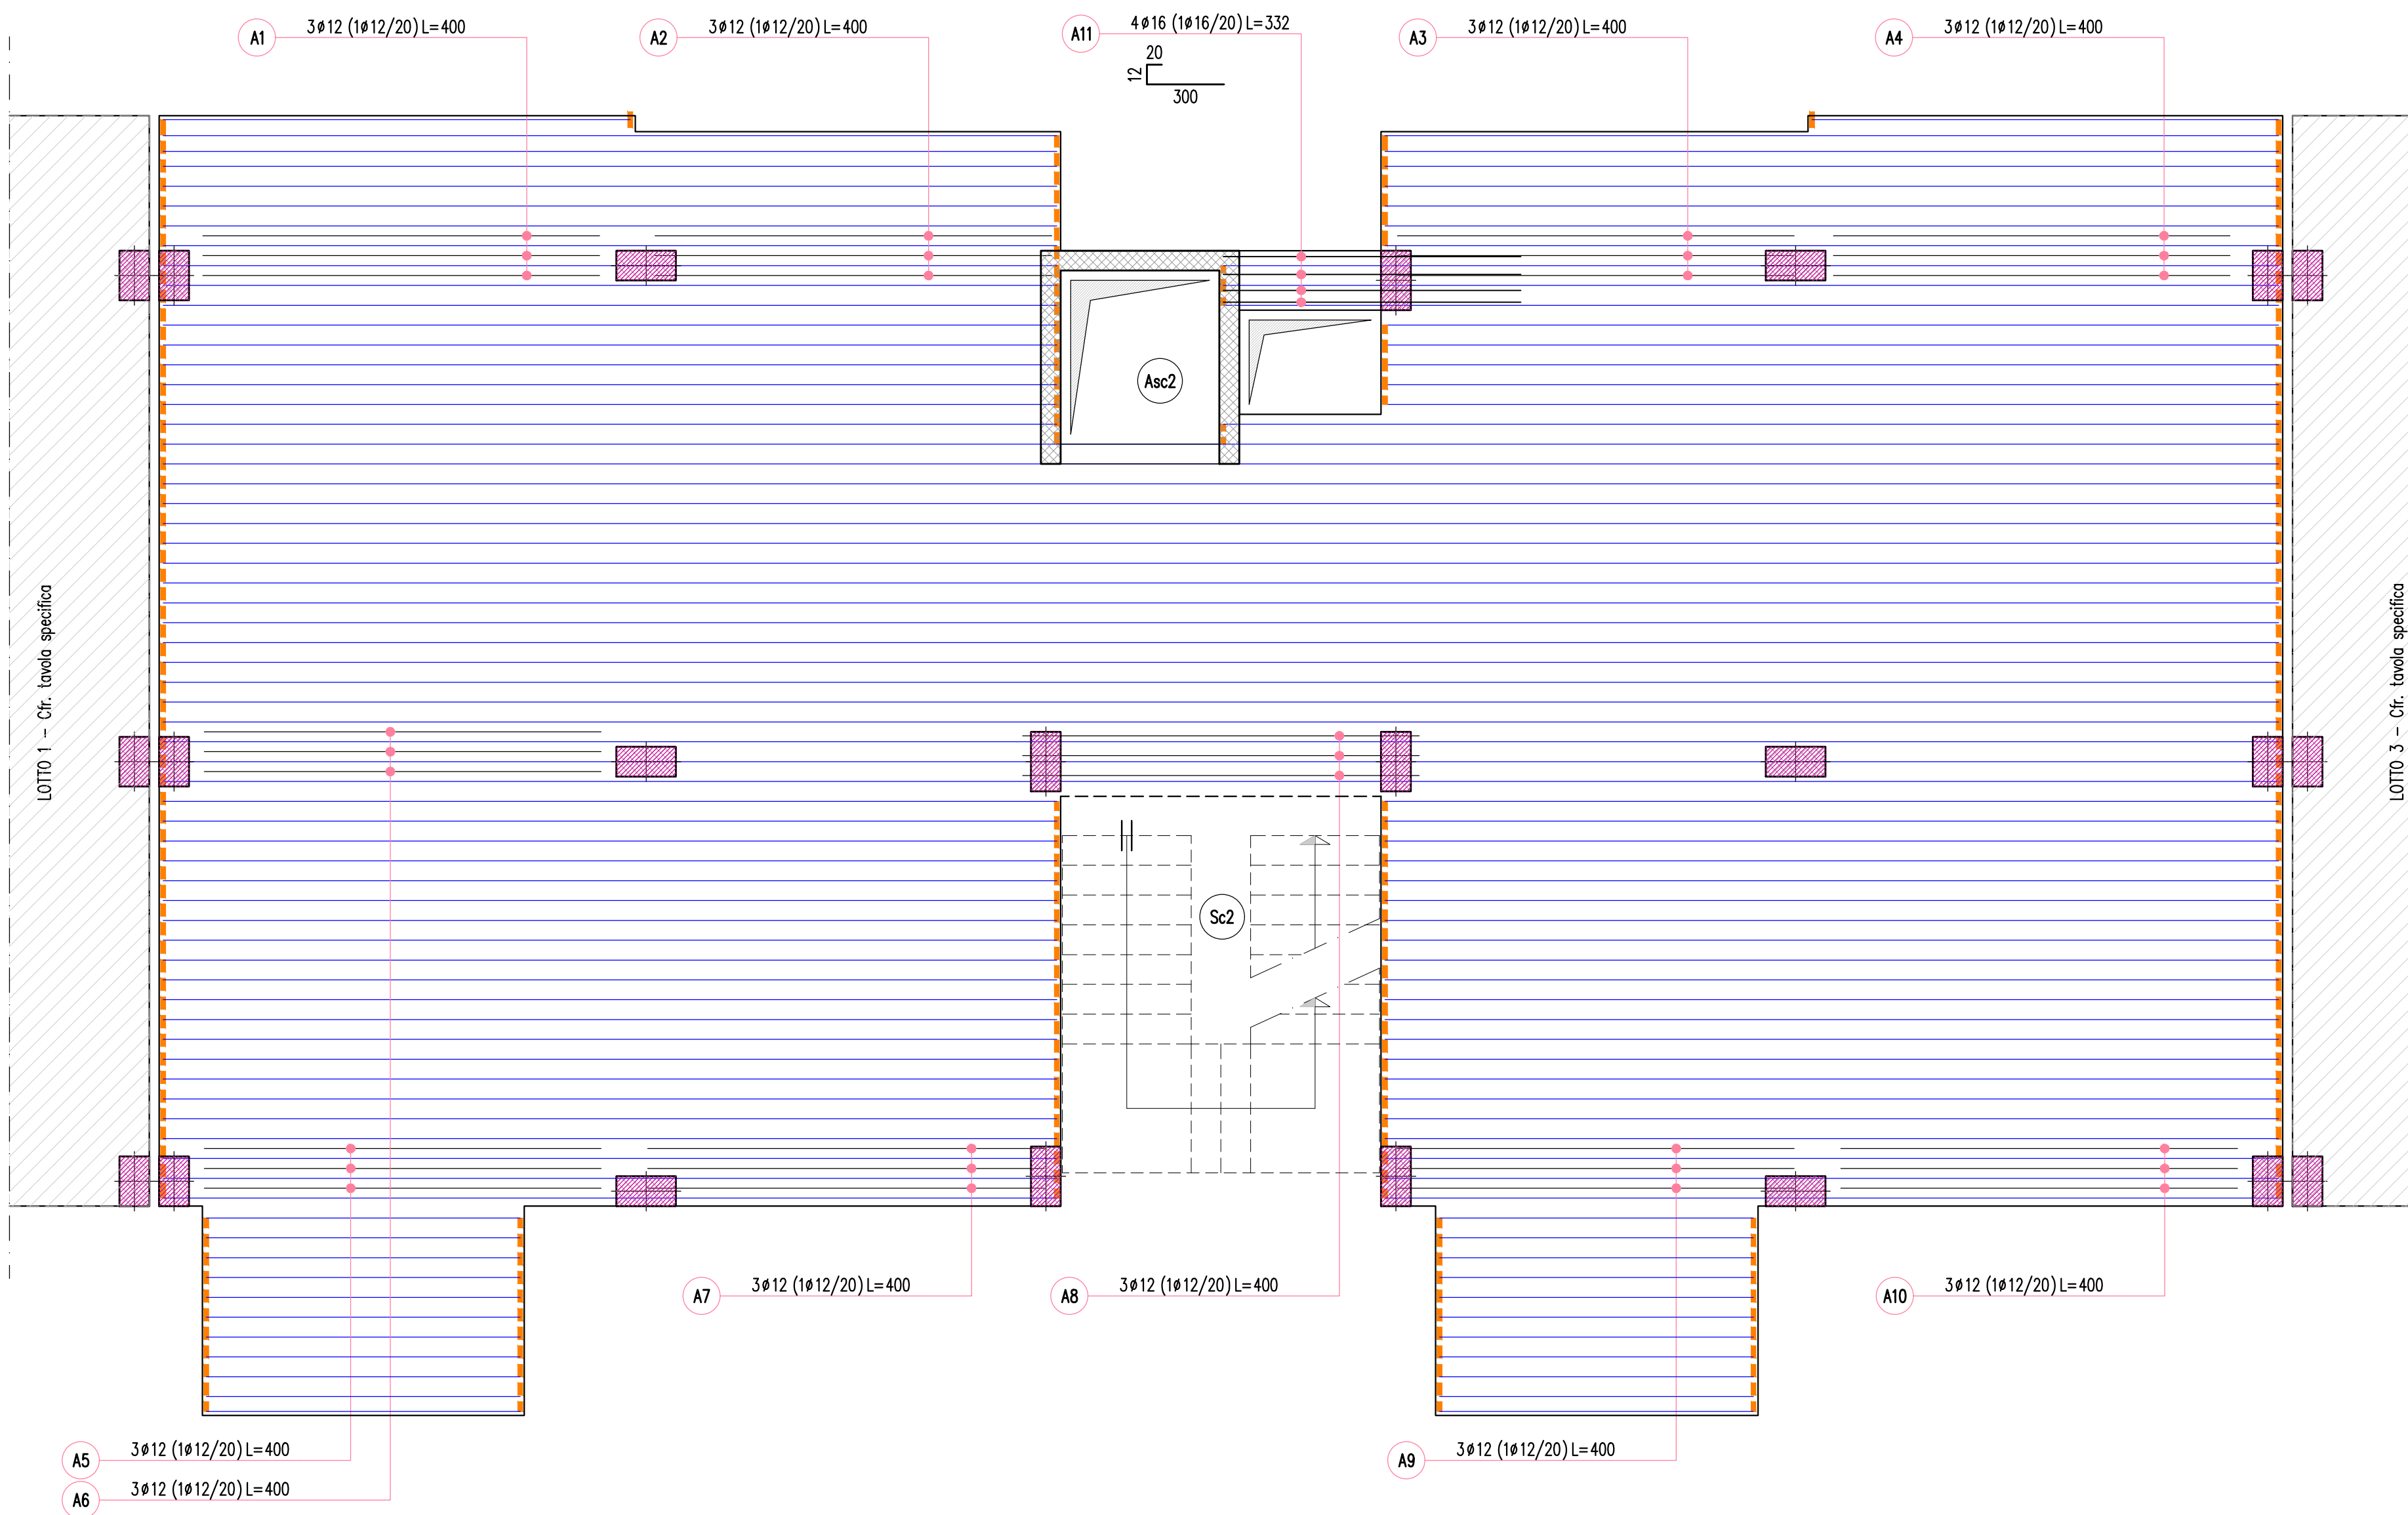 A1 3ø12 (1ø12/20) L=400
A2 3ø12 (1ø12/20) L=400
A11 4ø16 (1ø16/20) L=332
A3 3ø12 (1ø12/20) L=400
A4 3ø12 (1ø12/20) L=400
20
12
300
Asc2
LOTTO 1 - Cfr. tavola specifica
LOTTO 3 - Cfr. tavola specifica
Sc2
A7 3ø12 (1ø12/20) L=400
A8 3ø12 (1ø12/20) L=400
A10 3ø12 (1ø12/20) L=400
A5 3ø12 (1ø12/20) L=400
A9 3ø12 (1ø12/20) L=400
A6 3ø12 (1ø12/20) L=400